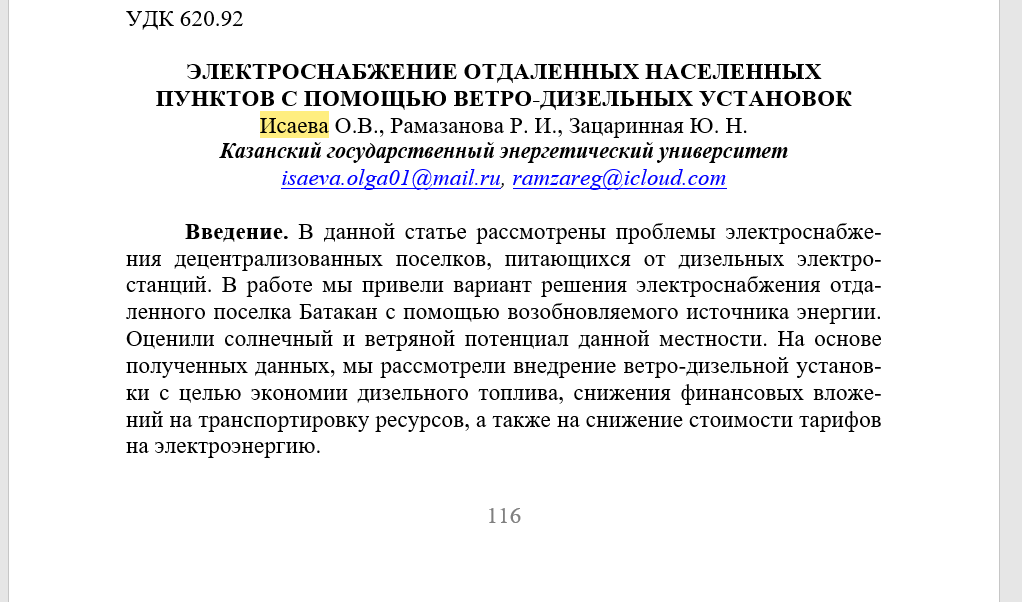 УДК 620.92
ЭЛЕКТРОСНАБЖЕНИЕ ОТДАЛЕННЫХ НАСЕЛЕННЫХ
ПУНКТОВ С ПОМОЩЬЮ ВЕТРО-ДИЗЕЛЬНЫХ УСТАНОВОК
Исаева О.В., Рамазанова Р. И., Зацаринная Ю. Н.
Казанский государственный энергетический университет
isaeva.olga01@mail.ru, ramzareg@icloud.com
Введение. В данной статье рассмотрены проблемы электроснабже-
ния децентрализованных поселков, питающихся от дизельных электро-
станций. В работе мы привели вариант решения электроснабжения отда-
ленного поселка Батакан с помощью возобновляемого источника энергии.
Оценили солнечный и ветряной потенциал данной местности. На основе
полученных данных, мы рассмотрели внедрение ветро-дизельной установ-
ки с целью экономии дизельного топлива, снижения финансовых вложе-
ний на транспортировку ресурсов, а также на снижение стоимости тарифов
на электроэнергию.
116